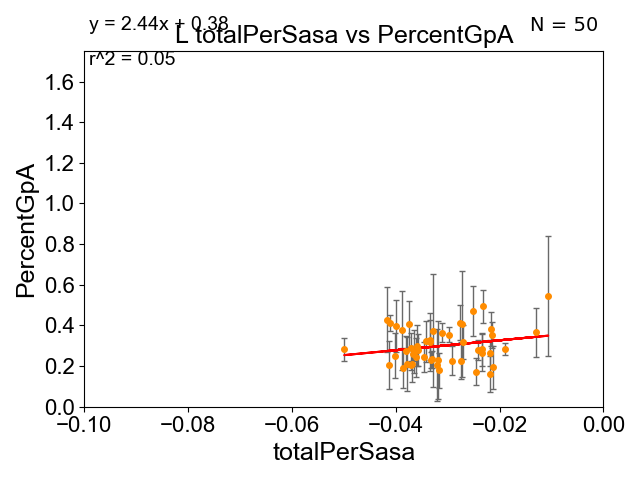 y = 2.44x + 0.38
N = 50
L totalPerSasa vs PercentGpA
r^2 = 0.05
1.6
1.4
1.2
1.0
0.8
0.6
0.4
0.2
0.0
PercentGpA
−0.10
−0.08
−0.06
−0.04
−0.02
0.00
totalPerSasa